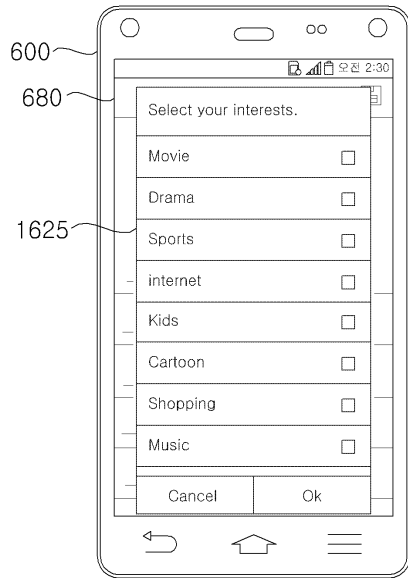 600
오전 2:30
680
Select your interests.
Movie
Drama
1625
Sports
internet
Kids
Cartoon
Shopping
Music
Cancel Ok